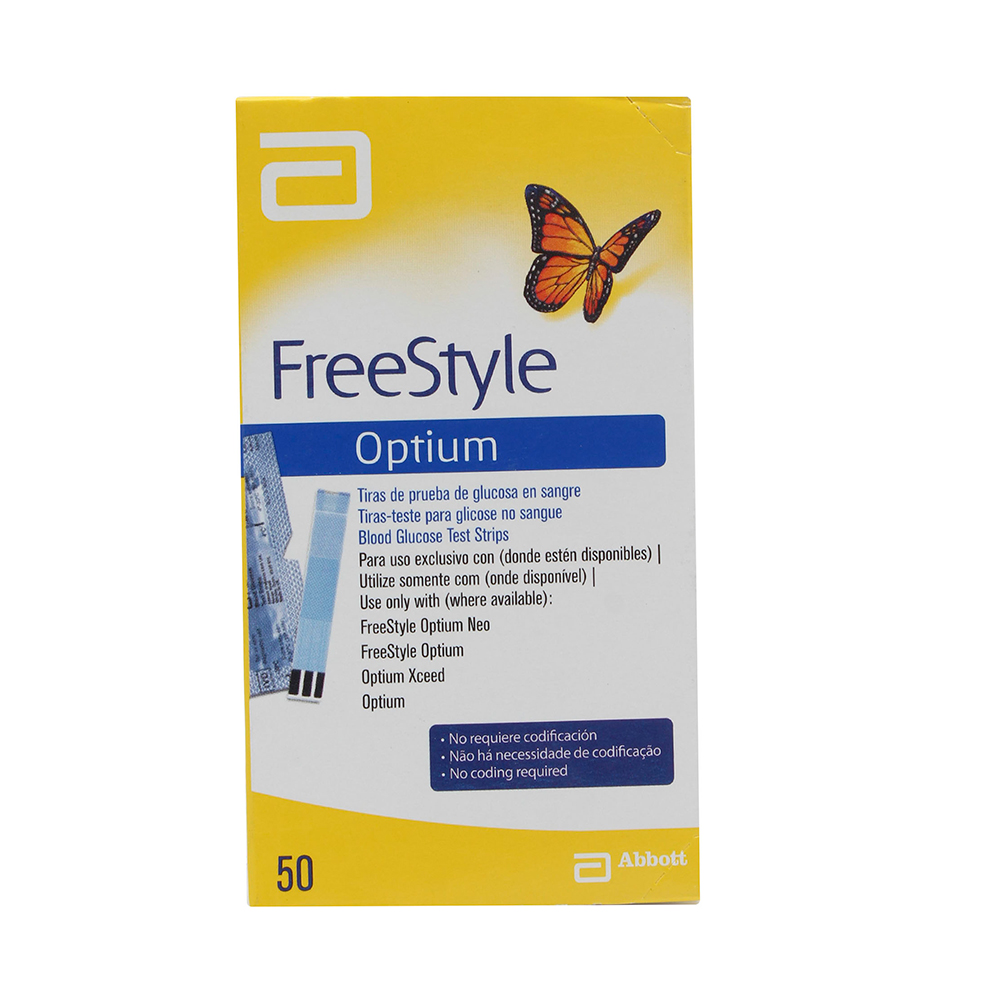 FreeStyle
Optium
Tiras de prueba de glucosa en sangre
Tiras-teste para glicose no sangue
Blood Glucose Test Strips
Para uso exclusivo con (donde estén disponibles) |
Utilize somente com (onde disponível) |
Use only with (where available):
FreeStyle Optium Neo
FreeStyle Optium
Optium Xceed
Optium
• No requiere codificación
• Não há necessidade de codificação
• No coding required
50
Abbott